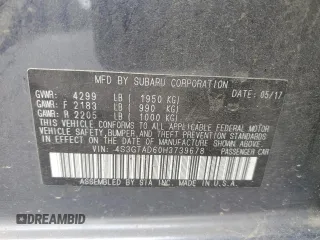 MFD BY SUBARU CORPORATION
DATE: 05/17
GVWR: 4299 LB ( 1950 KG)
GAWR: F 2183 LB ( 990 KG)
GAWR: R 2205 LB ( 1000 KG)
THIS VEHICLE CONFORMS TO ALL APPLICABLE FEDERAL MOTOR
VEHICLE SAFETY, BUMPER, AND THEFT PREVENTION STANDARDS
IN EFFECT ON THE DATE OF MANUFACTURE SHOWN ABOVE.
VIN: 4S3GTAD60H3739678 PASSENGER CAR
ASSEMBLED BY SIA INC. MADE IN U.S.A.